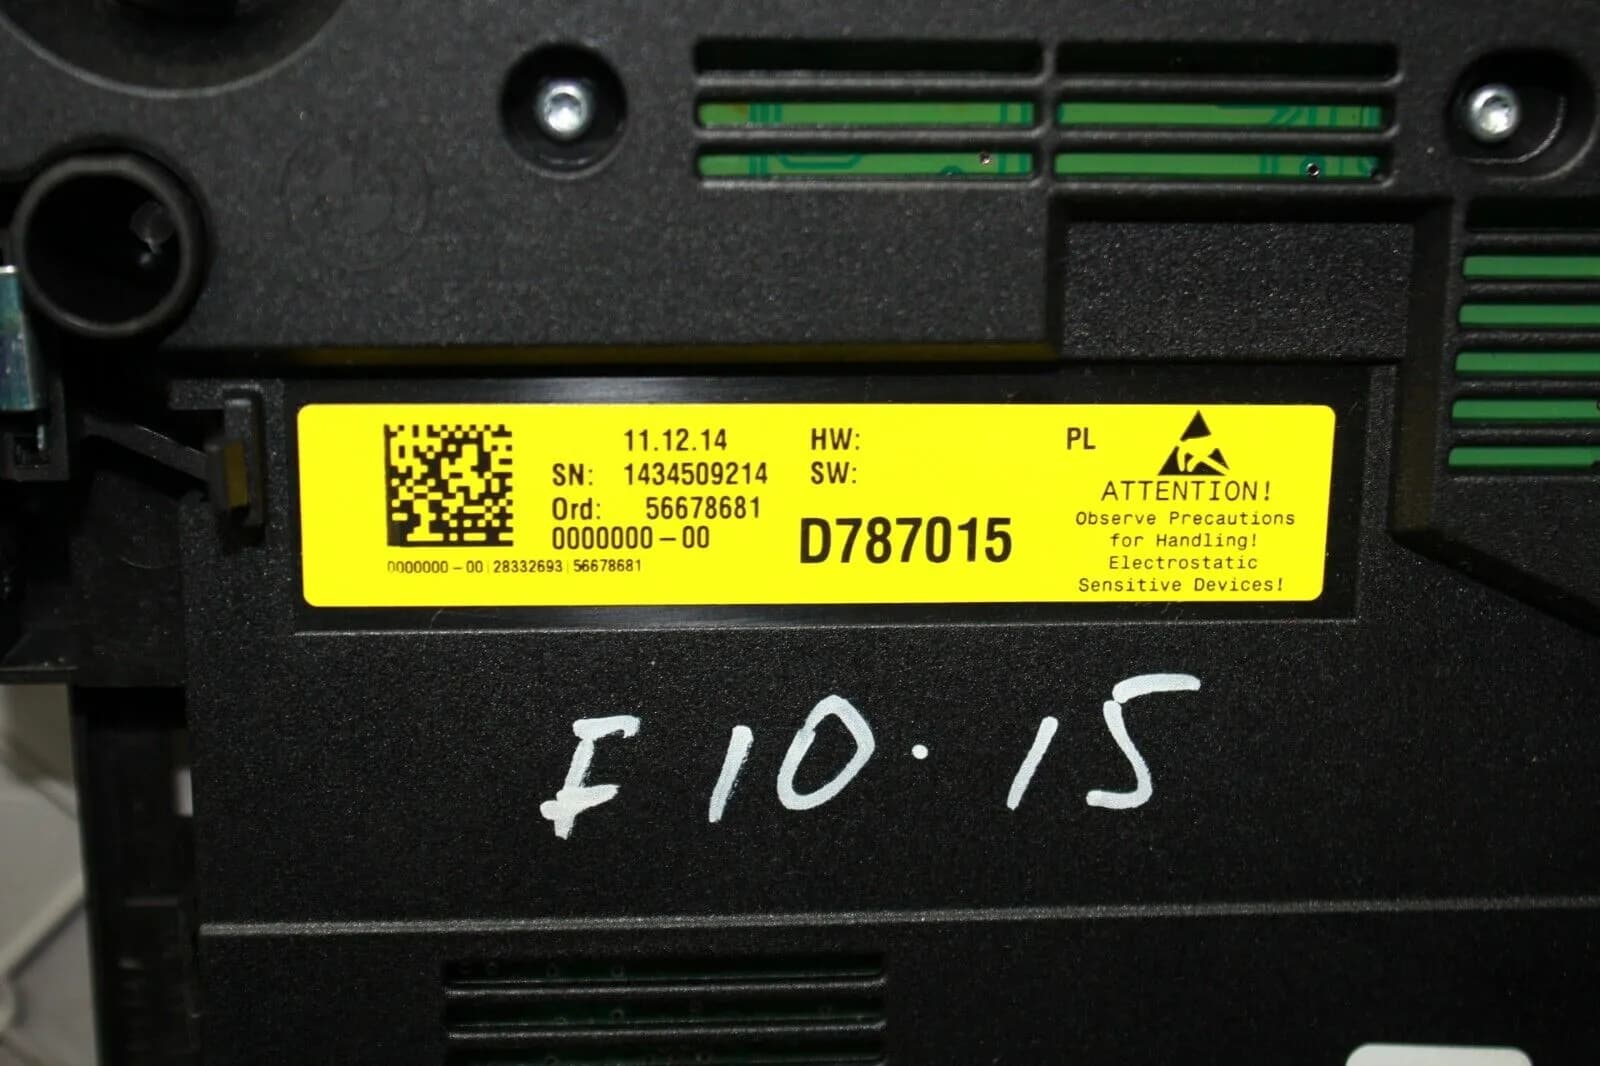 11.12.14
SN: 1434509214
Ord: 56678681
0000000-00
0000000-00|28332693|56678681
HW:
SW:
D787015
PL
ATTENTION!
Observe Precautions
for Handling!
Electrostatic
Sensitive Devices!
I 10.15